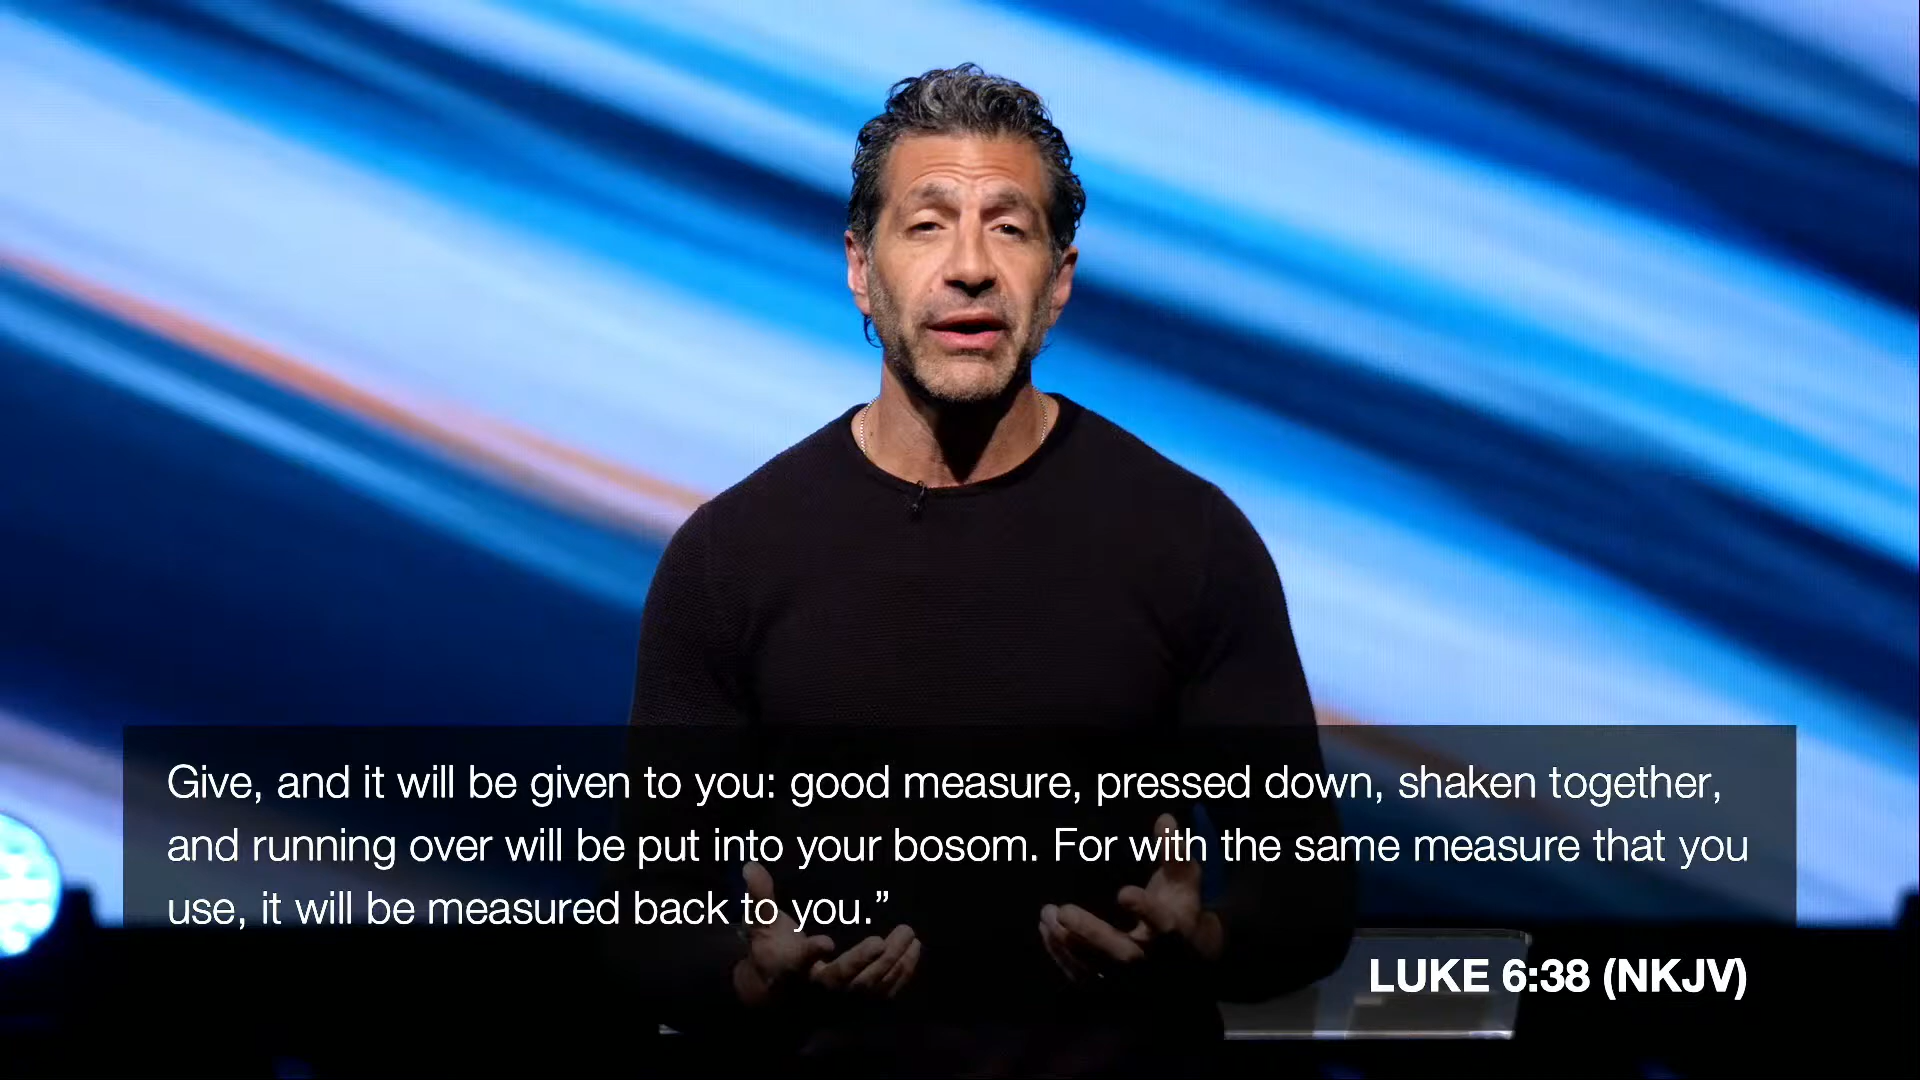 Give, and it will be given to you: good measure, pressed down, shaken together,
and running over will be put into your bosom. For with the same measure that you
use, it will be measured back to you.”
LUKE 6:38 (NKJV)